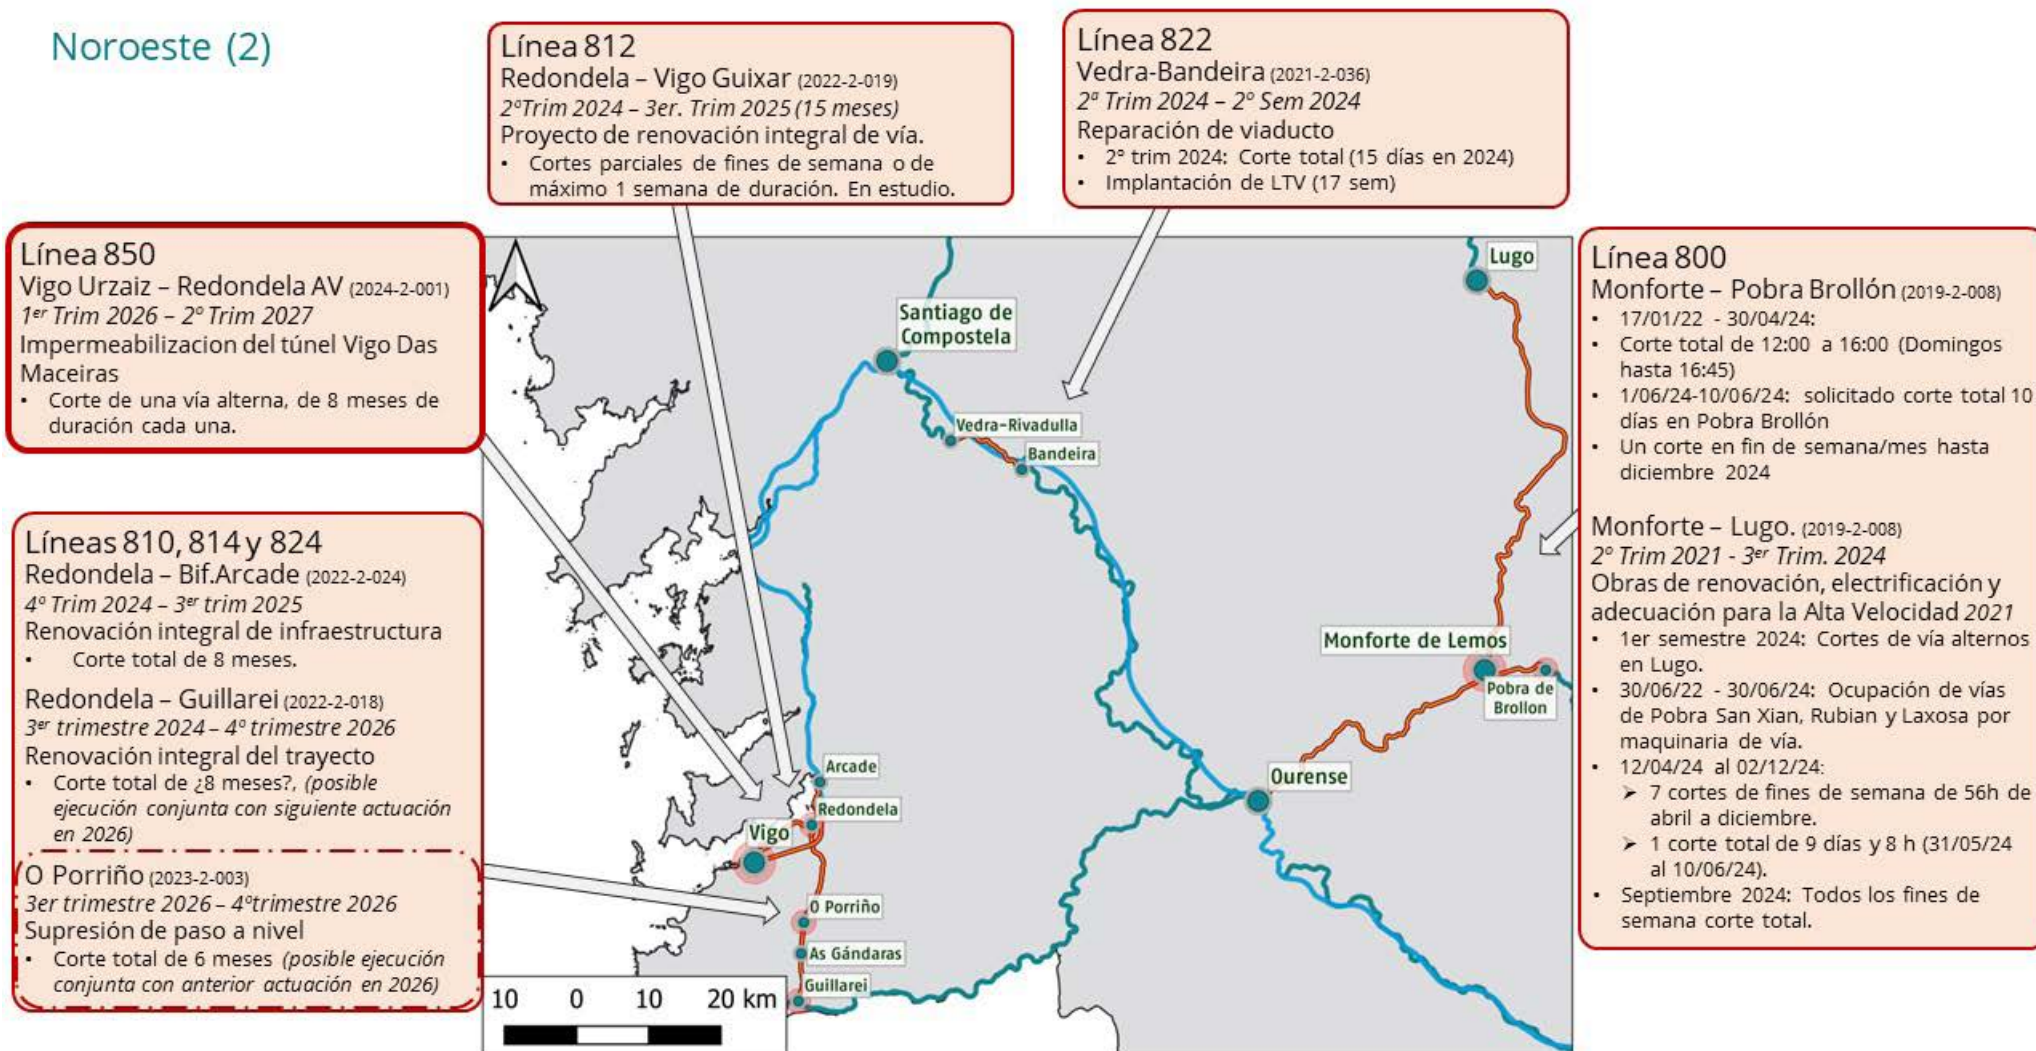 Noroeste (2)
Línea 812
Redondela – Vigo Guixar (2022-2-019)
2ºTrim 2024 – 3er. Trim 2025 (15 meses)
Proyecto de renovación integral de vía.
• Cortes parciales de fines de semana o de
máximo 1 semana de duración. En estudio.
Línea 822
Vedra-Bandeira (2021-2-036)
2ª Trim 2024 – 2º Sem 2024
Reparación de viaducto
• 2º trim 2024: Corte total (15 días en 2024)
• Implantación de LTV (17 sem)
Línea 850
Vigo Urzaiz – Redondela AV (2024-2-001)
1er Trim 2026 – 2º Trim 2027
Impermeabilizacion del túnel Vigo Das
Maceiras
• Corte de una vía alterna, de 8 meses de
duración cada una.
Líneas 810, 814 y 824
Redondela – Bif.Arcade (2022-2-024)
4º Trim 2024 – 3er trim 2025
Renovación integral de infraestructura
• Corte total de 8 meses.
Redondela – Guillarei (2022-2-018)
3er trimestre 2024 – 4º trimestre 2026
Renovación integral del trayecto
• Corte total de ¿8 meses?, (posible
ejecución conjunta con siguiente actuación
en 2026)
O Porriño (2023-2-003)
3er trimestre 2026 – 4ºtrimestre 2026
Supresión de paso a nivel
• Corte total de 6 meses (posible ejecución
conjunta con anterior actuación en 2026)
Línea 800
Monforte – Pobra Brollón (2019-2-008)
• 17/01/22 - 30/04/24:
• Corte total de 12:00 a 16:00 (Domingos
hasta 16:45)
• 1/06/24-10/06/24: solicitado corte total 10
días en Pobra Brollón
• Un corte en fin de semana/mes hasta
diciembre 2024
Monforte – Lugo. (2019-2-008)
2º Trim 2021 - 3er Trim. 2024
Obras de renovación, electrificación y
adecuación para la Alta Velocidad 2021
• 1er semestre 2024: Cortes de vía alternos
en Lugo.
• 30/06/22 - 30/06/24: Ocupación de vías
de Pobra San Xian, Rubian y Laxosa por
maquinaria de vía.
• 12/04/24 al 02/12/24:
➢ 7 cortes de fines de semana de 56h de
abril a diciembre.
➢ 1 corte total de 9 días y 8 h (31/05/24
al 10/06/24).
• Septiembre 2024: Todos los fines de
semana corte total.
Lugo
Santiago de
Compostela
Vedra-Rivadulla
Bandeira
Monforte de Lemos
Pobra de
Brollon
Ourense
Arcade
Redondela
Vigo
O Porriño
As Gándaras
Guillarei
10 0 10 20 km